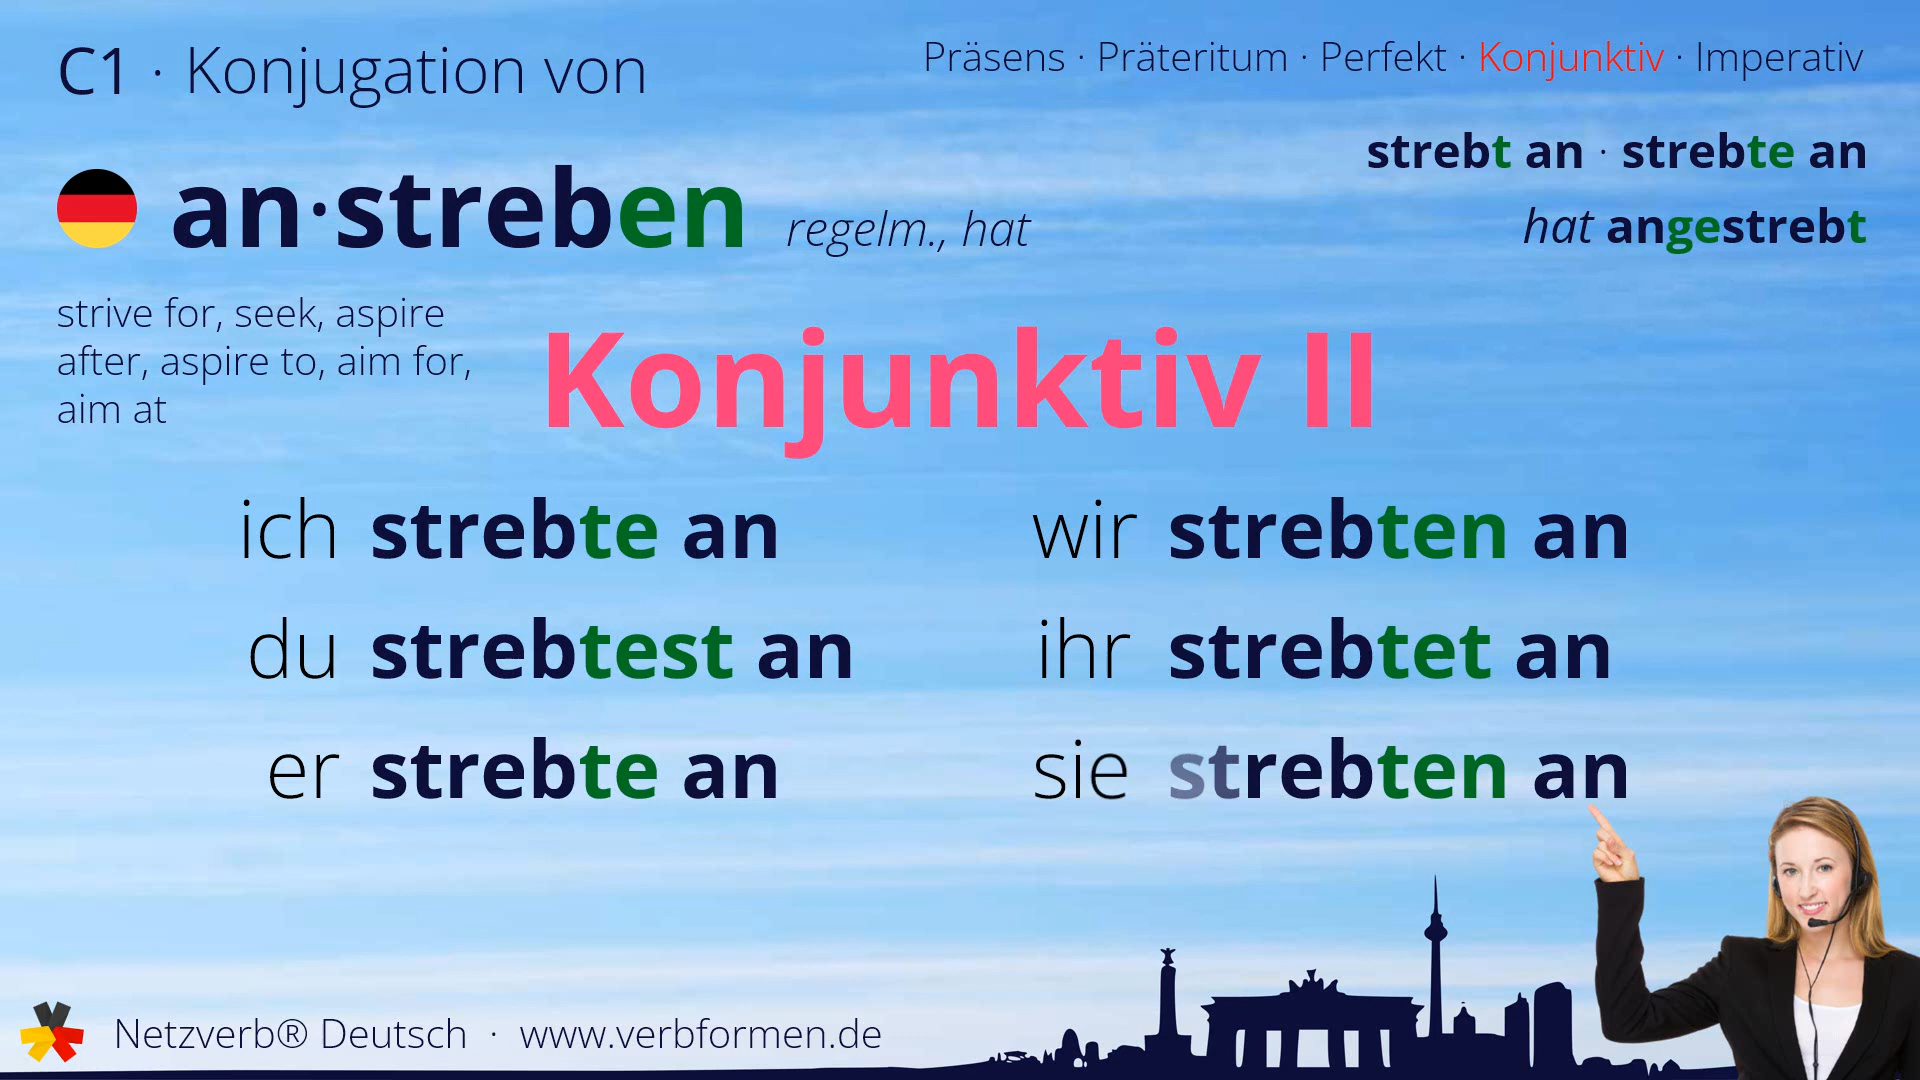 C1 · Konjugation von
Präsens · Präteritum · Perfekt · Konjunktiv · Imperativ
an·streben regelm., hat
strebt an · strebte an
hat angestrebt
strive for, seek, aspire
after, aspire to, aim for,
aim at
Konjunktiv II
ich strebte an
du strebtest an
er strebte an
wir strebten an
ihr strebtet an
sie strebten an
Netzverb® Deutsch · www.verbformen.de